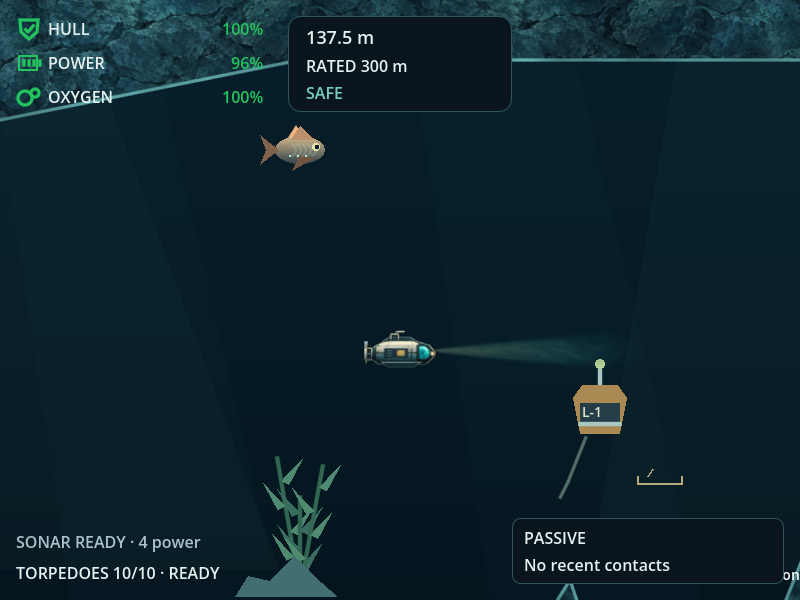 HULL 100%
POWER 96%
OXYGEN 100%
137.5 m
RATED 300 m
SAFE
L-1
SONAR READY · 4 power
TORPEDOES 10/10 · READY
PASSIVE
No recent contacts